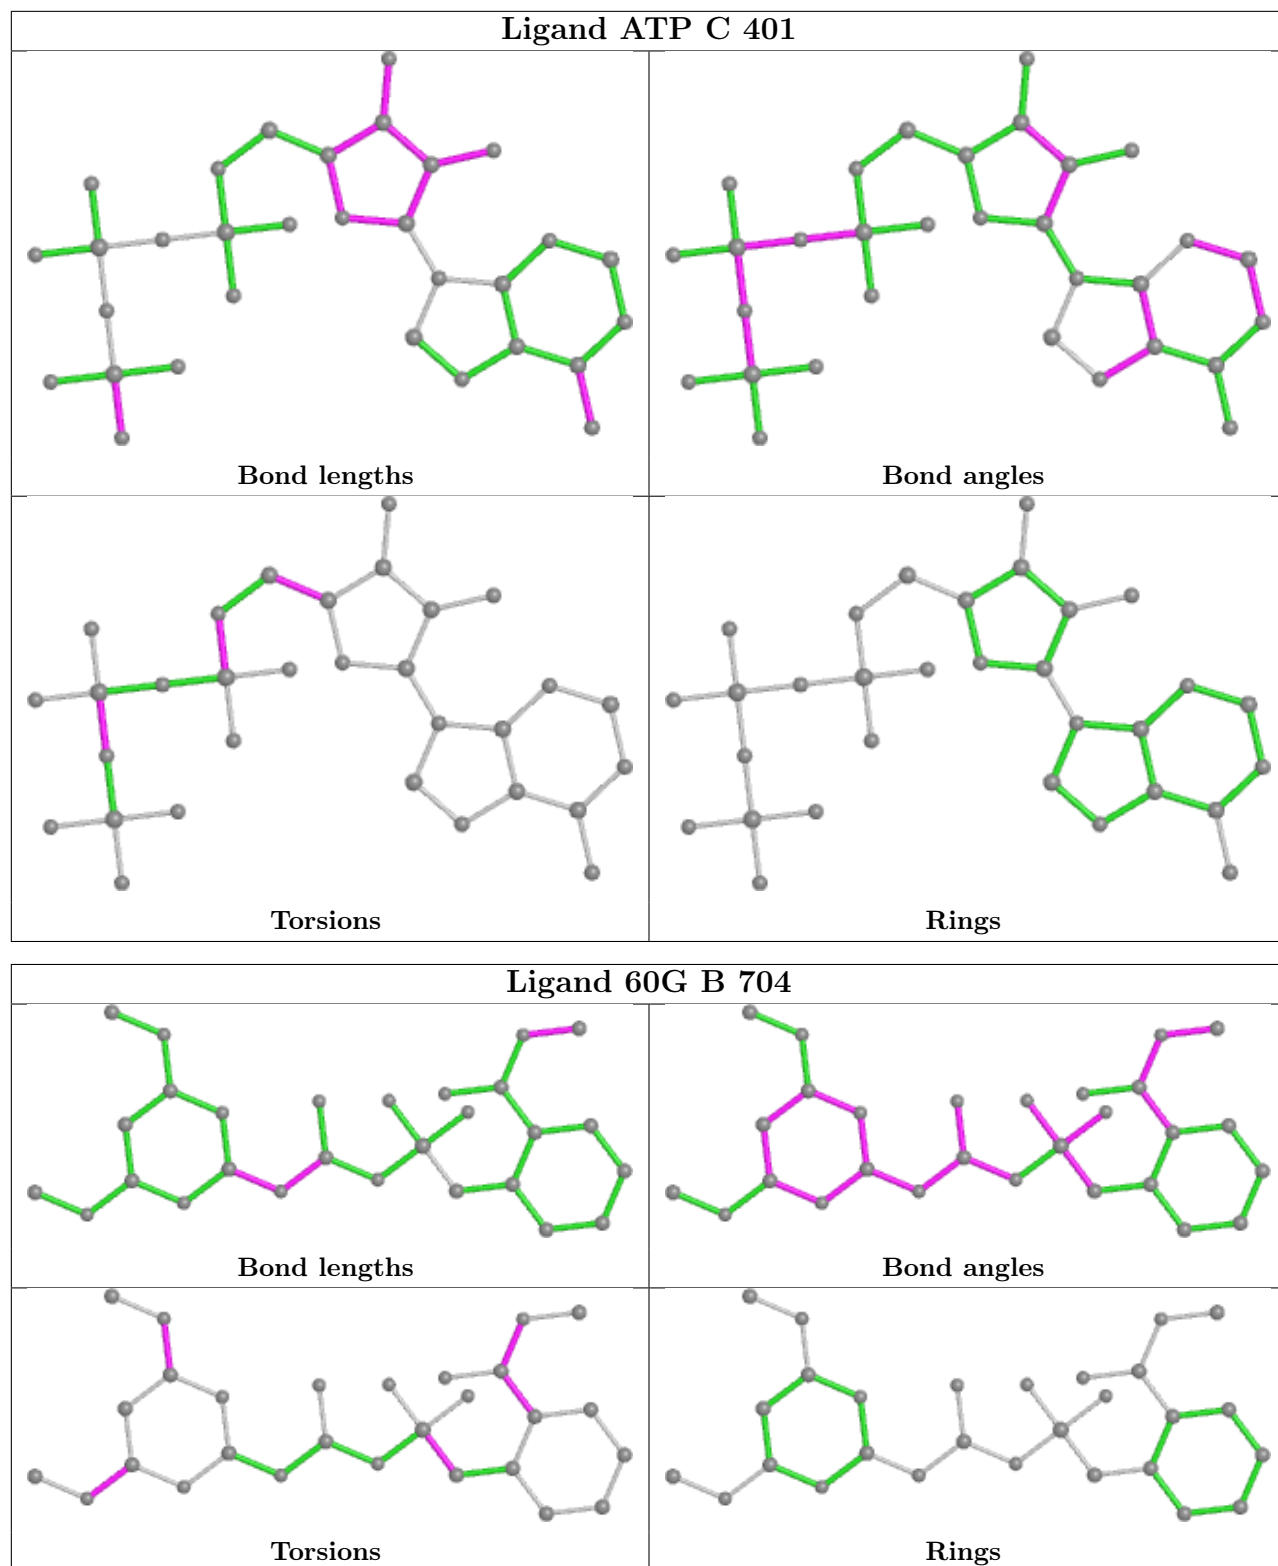 Ligand ATP C 401
Bond lengths
Bond angles
Torsions
Rings
Ligand 60G B 704
Bond lengths
Bond angles
Torsions
Rings